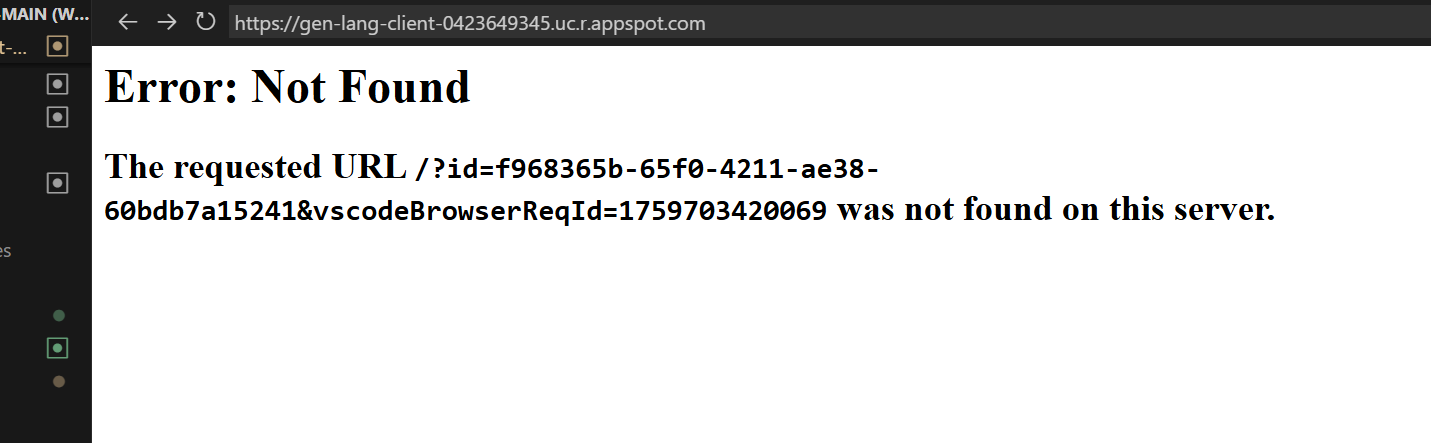 -MAIN (W...
https://gen-lang-client-0423649345.uc.r.appspot.com
t-...
Error: Not Found
The requested URL /?id=f968365b-65f0-4211-ae38-
60bdb7a15241&vscodeBrowserReqId=1759703420069 was not found on this server.
es